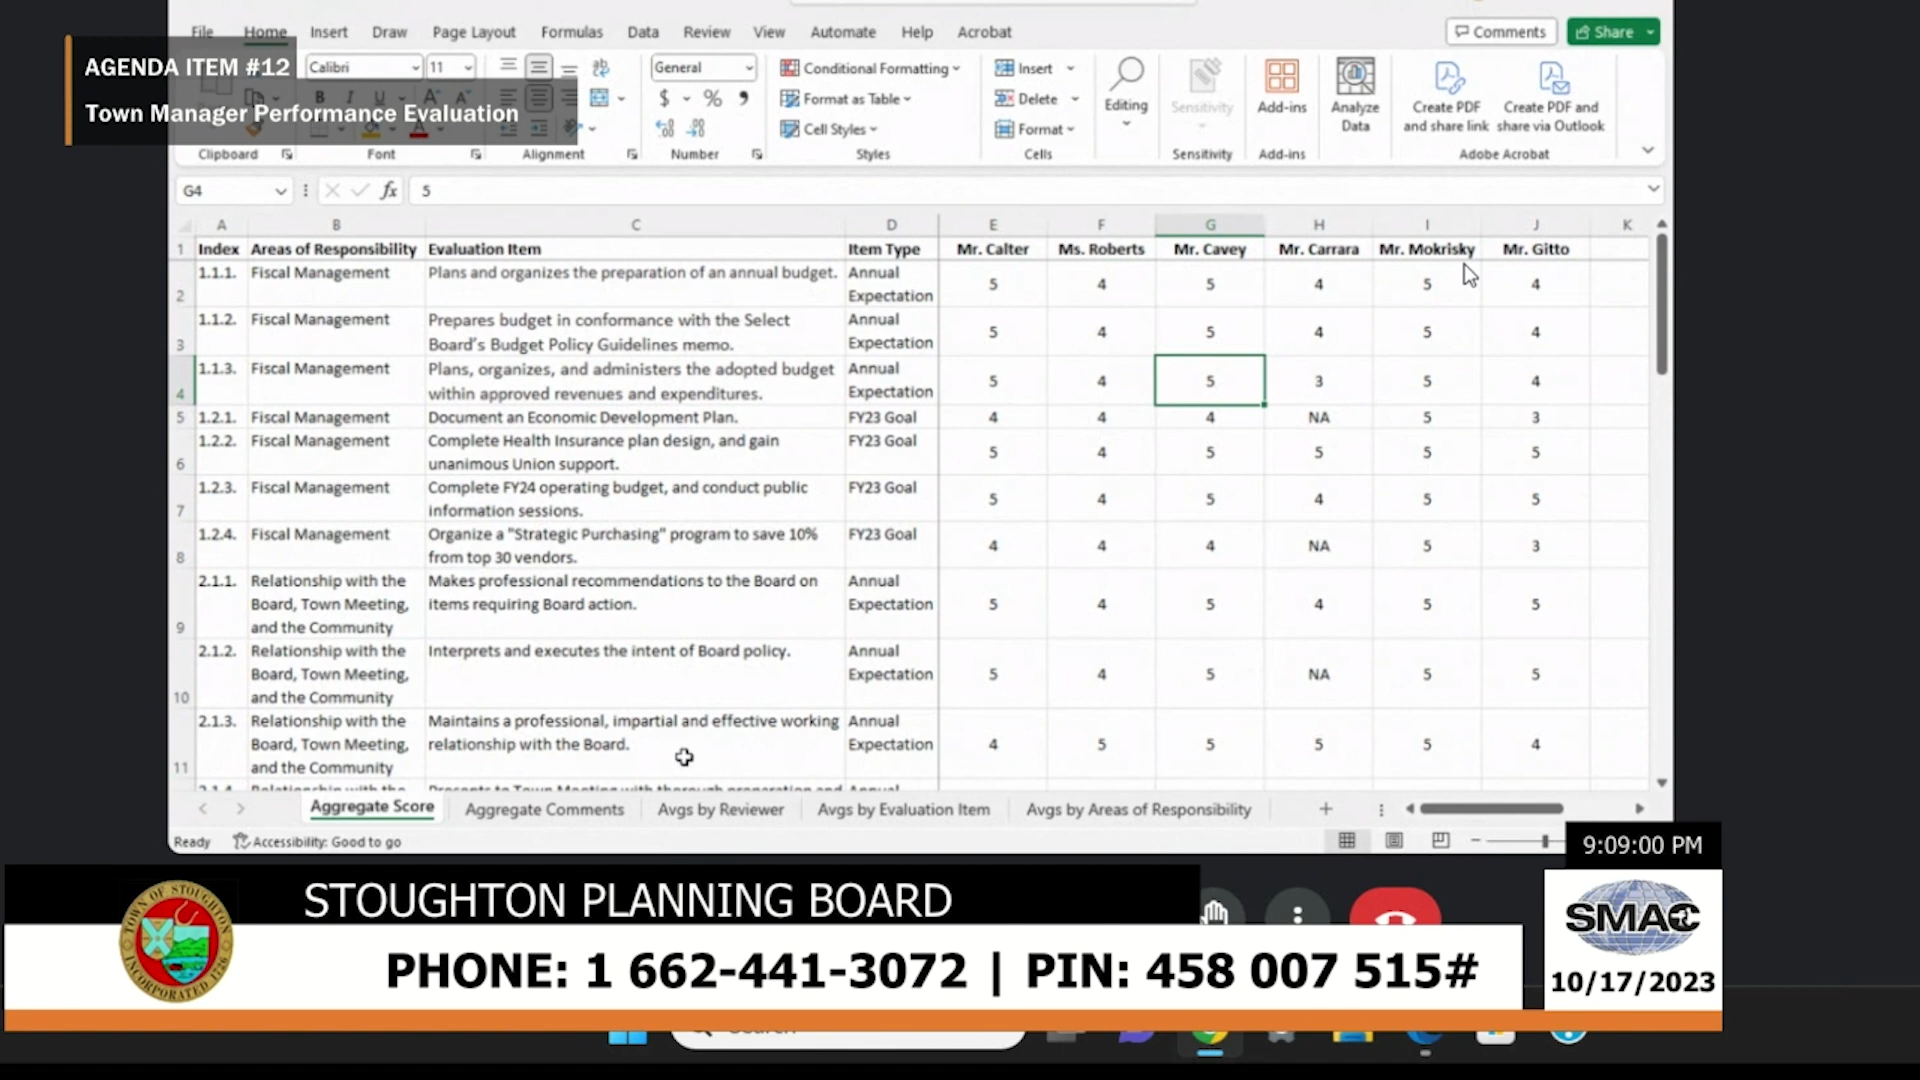 File Home Insert Draw Page Layout Formulas Data Review View Automate Help Acrobat Comments Share
AGENDA ITEM #12
Town Manager Performance Evaluation
Calibri 11 General
Conditional Formatting
Format as Table
Cell Styles
Insert
Delete
Format
Editing
Sensitivity
Add-ins
Analyze Data
Create PDF and share link
Create PDF and share via Outlook
Clipboard Font Alignment Number Styles Cells Sensitivity Add-ins Adobe Acrobat
G4 fx 5
A B C D E F G H I J K
1 Index Areas of Responsibility Evaluation Item Item Type Mr. Calter Ms. Roberts Mr. Cavey Mr. Carrara Mr. Mokrisky Mr. Gitto
2 1.1.1. Fiscal Management Plans and organizes the preparation of an annual budget. Annual Expectation 5 4 5 4 5 4
3 1.1.2. Fiscal Management Prepares budget in conformance with the Select Board's Budget Policy Guidelines memo. Annual Expectation 5 4 5 4 5 4
4 1.1.3. Fiscal Management Plans, organizes, and administers the adopted budget within approved revenues and expenditures. Annual Expectation 5 4 5 3 5 4
5 1.2.1. Fiscal Management Document an Economic Development Plan. FY23 Goal 4 4 4 NA 5 3
6 1.2.2. Fiscal Management Complete Health Insurance plan design, and gain unanimous Union support. FY23 Goal 5 4 5 5 5 5
7 1.2.3. Fiscal Management Complete FY24 operating budget, and conduct public information sessions. FY23 Goal 5 4 5 4 5 5
8 1.2.4. Fiscal Management Organize a "Strategic Purchasing" program to save 10% from top 30 vendors. FY23 Goal 4 4 4 NA 5 3
9 2.1.1. Relationship with the Board, Town Meeting, and the Community Makes professional recommendations to the Board on items requiring Board action. Annual Expectation 5 4 5 4 5 5
10 2.1.2. Relationship with the Board, Town Meeting, and the Community Interprets and executes the intent of Board policy. Annual Expectation 5 4 5 NA 5 5
11 2.1.3. Relationship with the Board, Town Meeting, and the Community Maintains a professional, impartial and effective working relationship with the Board. Annual Expectation 4 5 5 5 5 4
Aggregate Score Aggregate Comments Avgs by Reviewer Avgs by Evaluation Item Avgs by Areas of Responsibility
Ready Accessibility: Good to go
9:09:00 PM
STOUGHTON PLANNING BOARD
PHONE: 1 662-441-3072 | PIN: 458 007 515#
TOWN OF STOUGHTON
INCORPORATED 1726
SMAC
10/17/2023